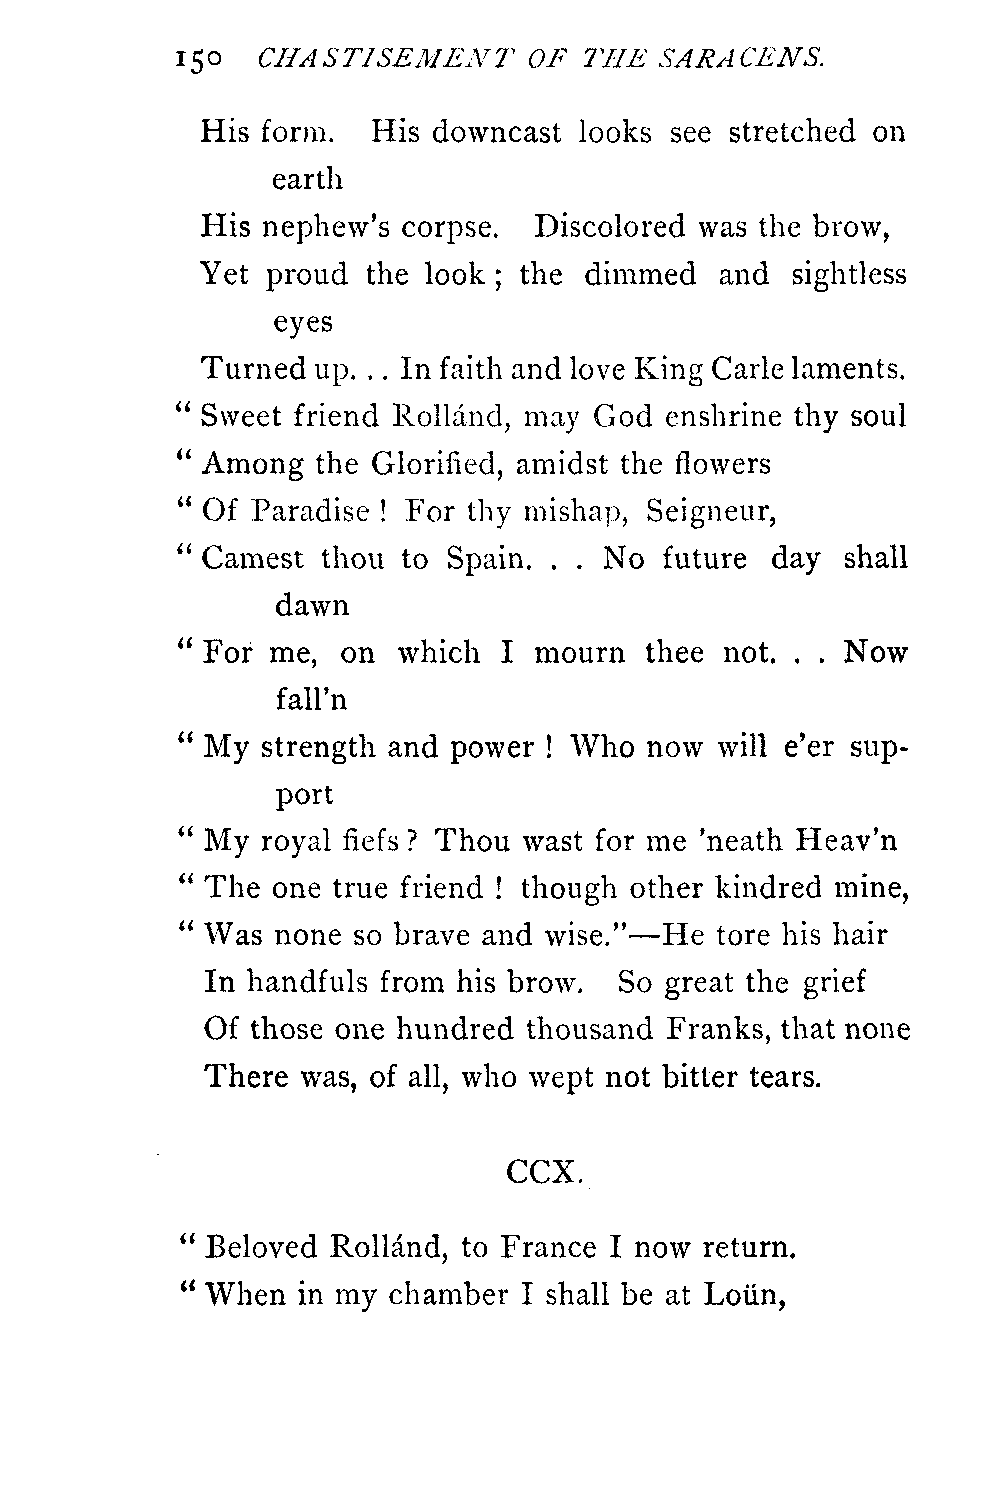 150 CHASTISEMENT OF THE SARACENS.
His form. His downcast looks see stretched on
earth
His nephew's corpse. Discolored was the brow,
Yet proud the look ; the dimmed and sightless
eyes
Turned up. . . In faith and love King Carle laments.
“ Sweet friend Rollánd, may God enshrine thy soul
“ Among the Glorified, amidst the flowers
“ Of Paradise ! For thy mishap, Seigneur,
“ Camest thou to Spain. . . No future day shall
dawn
“ For me, on which I mourn thee not. . . Now
fall'n
“ My strength and power ! Who now will e'er sup-
port
“ My royal fiefs ? Thou wast for me 'neath Heav'n
“ The one true friend ! though other kindred mine,
“ Was none so brave and wise.”—He tore his hair
In handfuls from his brow. So great the grief
Of those one hundred thousand Franks, that none
There was, of all, who wept not bitter tears.
CCX.
“ Beloved Rollánd, to France I now return.
“ When in my chamber I shall be at Loün,